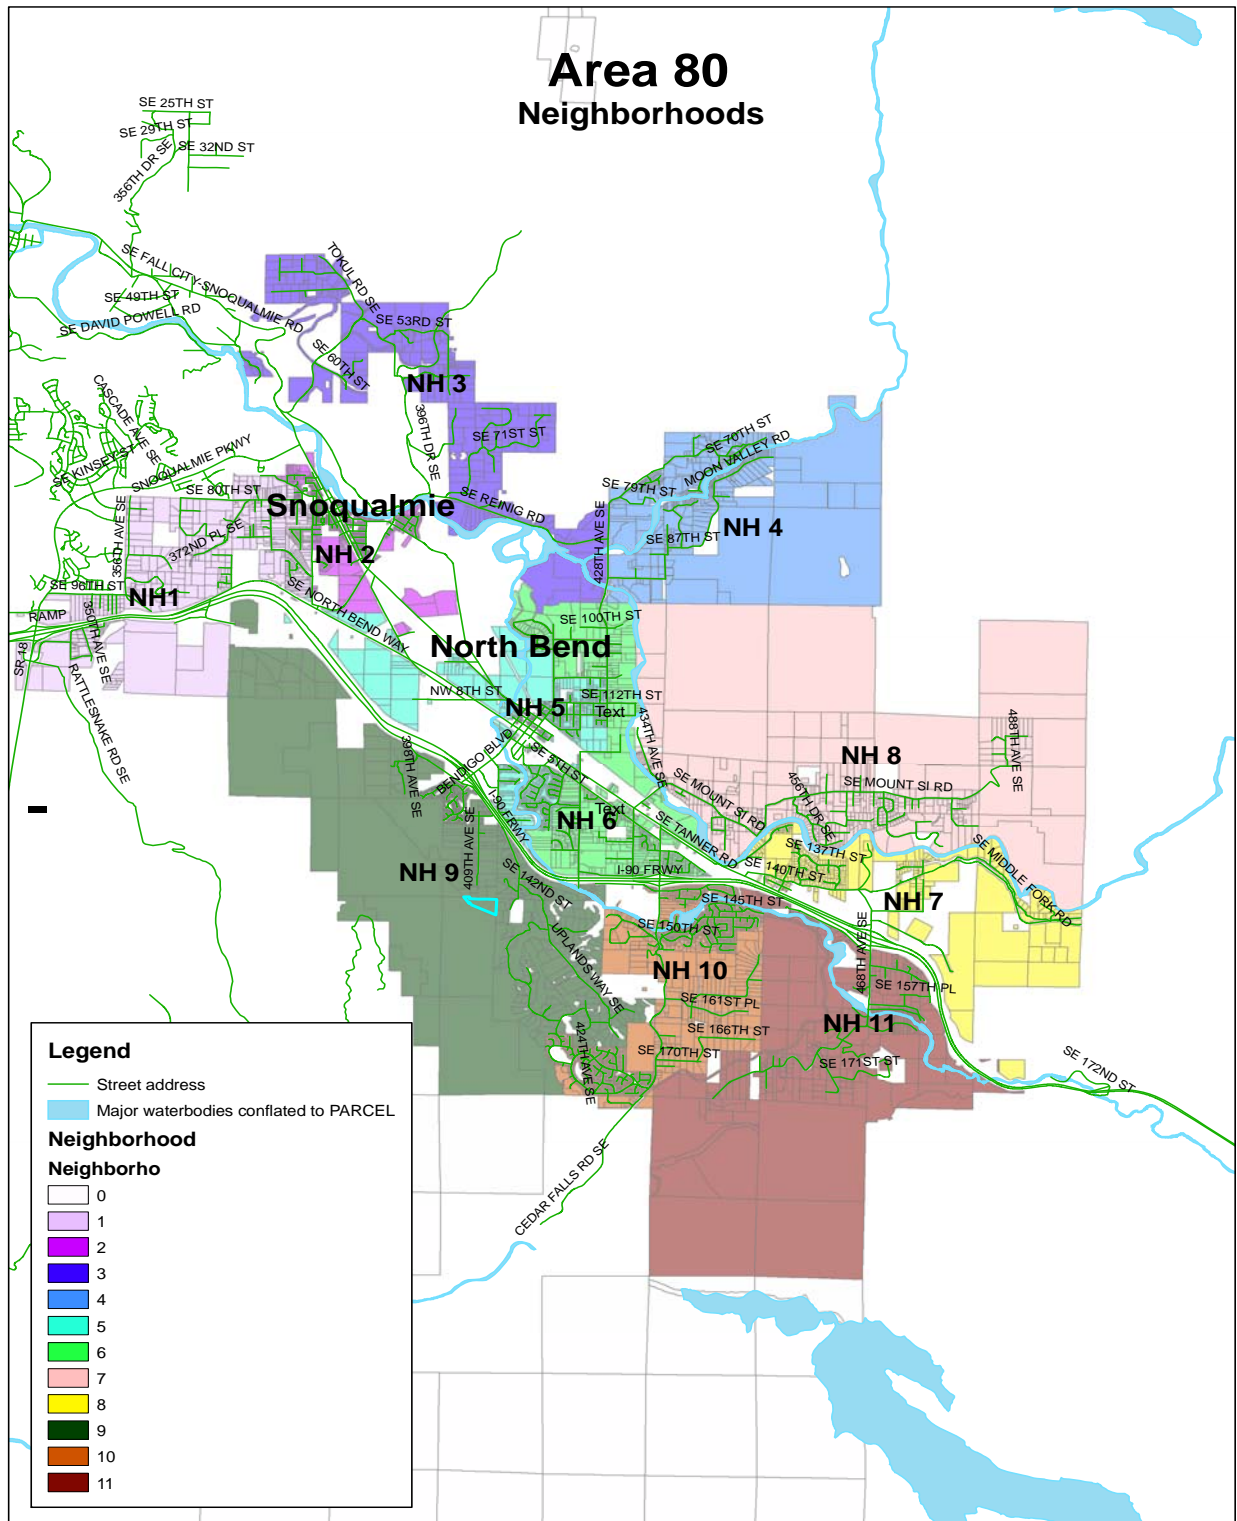 Area 80
Neighborhoods
SE 25TH ST
SE 29TH ST
SE 32ND ST
356TH DR SE
SE FALL CITY-SNOQUALMIE RD
TOKUL RD SE
SE 49TH ST
SE DAVID POWELL RD
SE 53RD ST
SE 60TH ST
NH 3
CASCADE AVE SE
396TH DR SE
SE 71ST ST
SE 70TH ST
MOON VALLEY RD
SE KINSEY ST
SNOQUALMIE PKWY
SE 79TH ST
SE 80TH ST
Snoqualmie
SE REINIG RD
NH 4
356TH AVE SE
372ND PL SE
NH 2
428TH AVE SE
SE 87TH ST
SE 96TH ST
NH1
SE NORTH BEND WAY
RAMP
350TH AVE SE
SE 100TH ST
North Bend
SR 18
RATTLESNAKE RD SE
NW 8TH ST
SE 112TH ST
NH 5
Text
434TH AVE SE
488TH AVE SE
398TH AVE SE
BENDIGO BLVD
SE 5TH ST
NH 8
SE MOUNT SI RD
SE MOUNT SI RD
456TH DR SE
I-90 FRWY
Text
NH 6
SE TANNER RD
409TH AVE SE
SE 137TH ST
SE MIDDLE FORK RD
NH 9
SE 142ND ST
I-90 FRWY
SE 140TH ST
NH 7
SE 145TH ST
SE 150TH ST
UPLANDS WAY SE
468TH AVE SE
NH 10
SE 157TH PL
SE 161ST PL
NH 11
SE 166TH ST
424TH AVE SE
SE 170TH ST
SE 171ST ST
SE 172ND ST
CEDAR FALLS RD SE
Legend
Street address
Major waterbodies conflated to PARCEL
Neighborhood
Neighborho
0
1
2
3
4
5
6
7
8
9
10
11